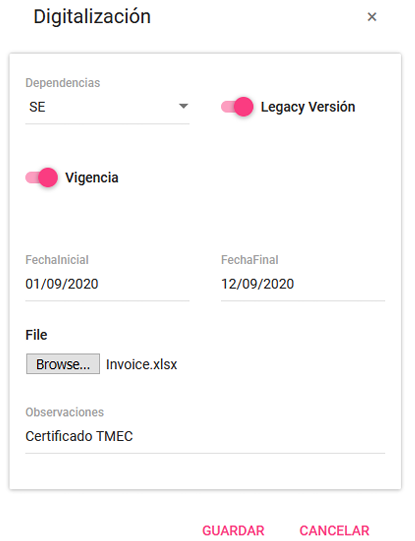 Digitalización ×
Dependencias
SE
Legacy Versión
Vigencia
FechaInicial
FechaFinal
01/09/2020
12/09/2020
File
Browse... Invoice.xlsx
Observaciones
Certificado TMEC
GUARDAR
CANCELAR